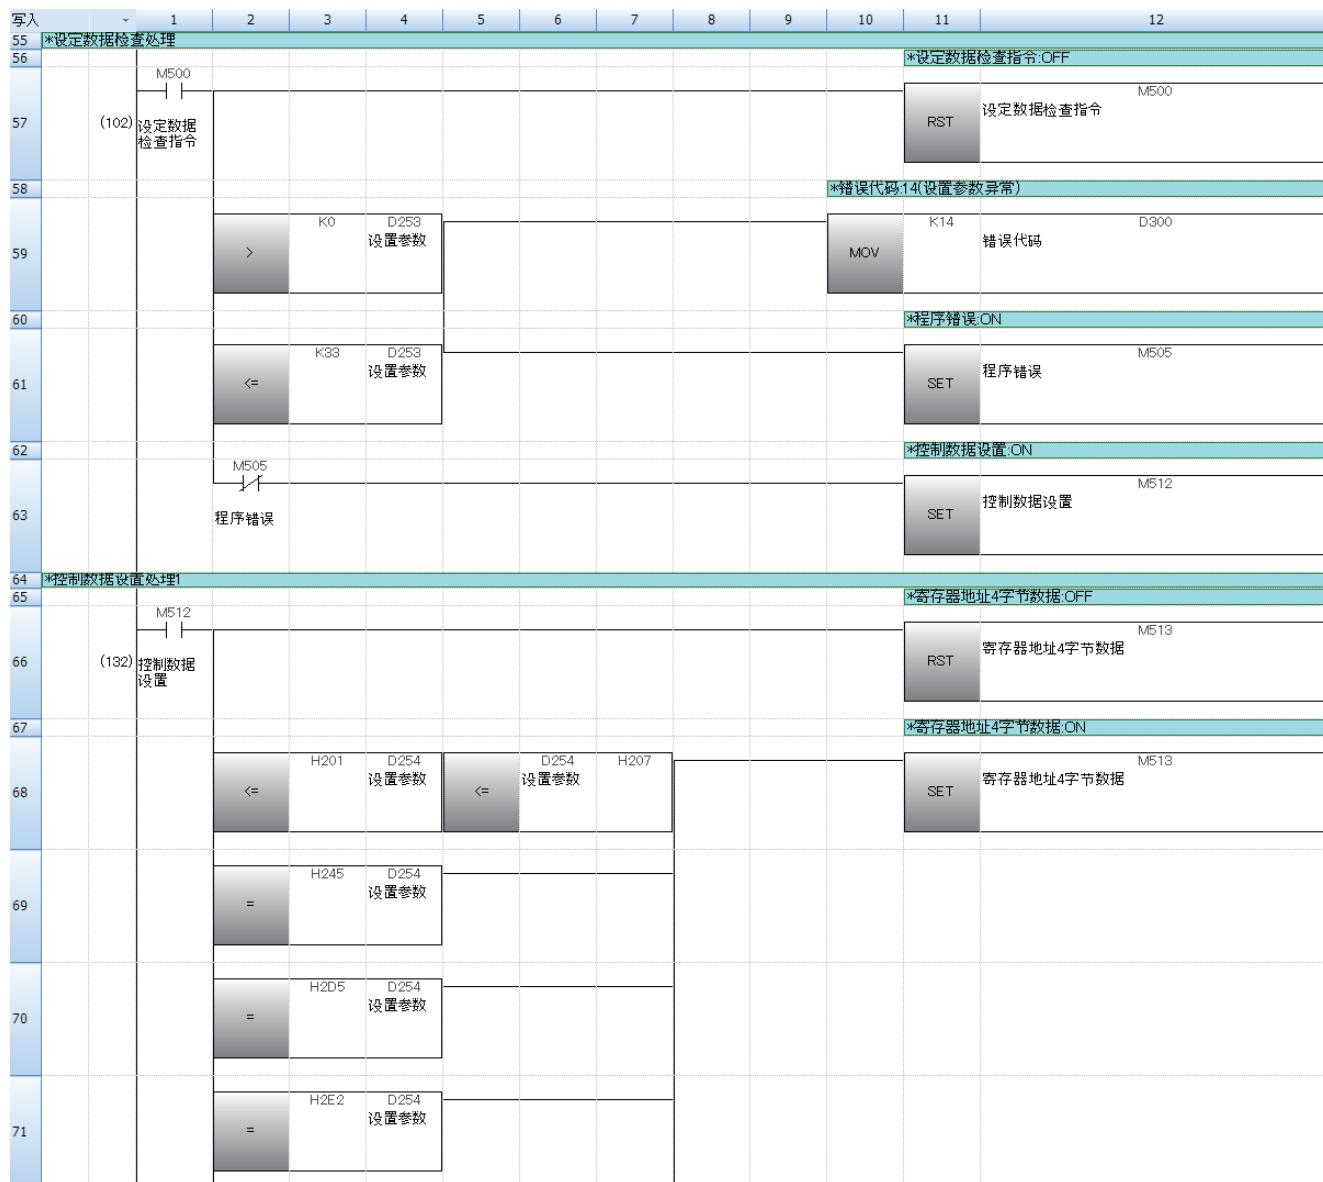 写入 1 2 3 4 5 6 7 8 9 10 11 12
55 *设定数据检查处理
56 *设定数据检查指令:OFF
M500 M500
57 (102) 设定数据检查指令 RST 设定数据检查指令
58 *错误代码:14(设置参数异常)
K0 D253 K14 D300
59 > 设置参数 MOV 错误代码
60 *程序错误:ON
K33 D253 M505
61 <= 设置参数 SET 程序错误
62 *控制数据设置:ON
M505 M512
63 程序错误 SET 控制数据设置
64 *控制数据设置处理1
65 *寄存器地址4字节数据:OFF
M512 M513
66 (132) 控制数据设置 RST 寄存器地址4字节数据
67 *寄存器地址4字节数据:ON
H201 D254 D254 H207 M513
68 <= 设置参数 <= 设置参数 SET 寄存器地址4字节数据
H245 D254
69 = 设置参数
H2D5 D254
70 = 设置参数
H2E2 D254
71 = 设置参数